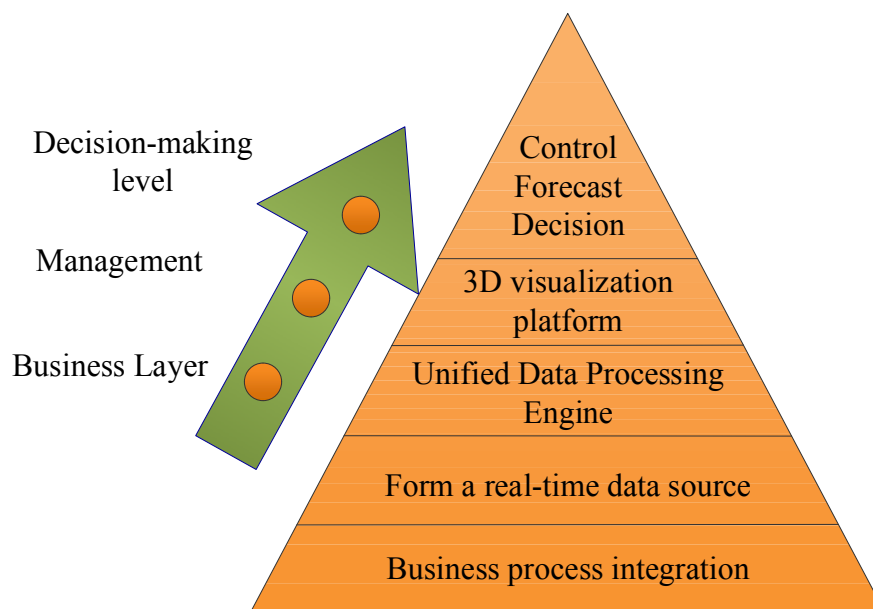 Decision-making
level
Management
Business Layer
Control
Forecast
Decision
3D visualization
platform
Unified Data Processing
Engine
Form a real-time data source
Business process integration